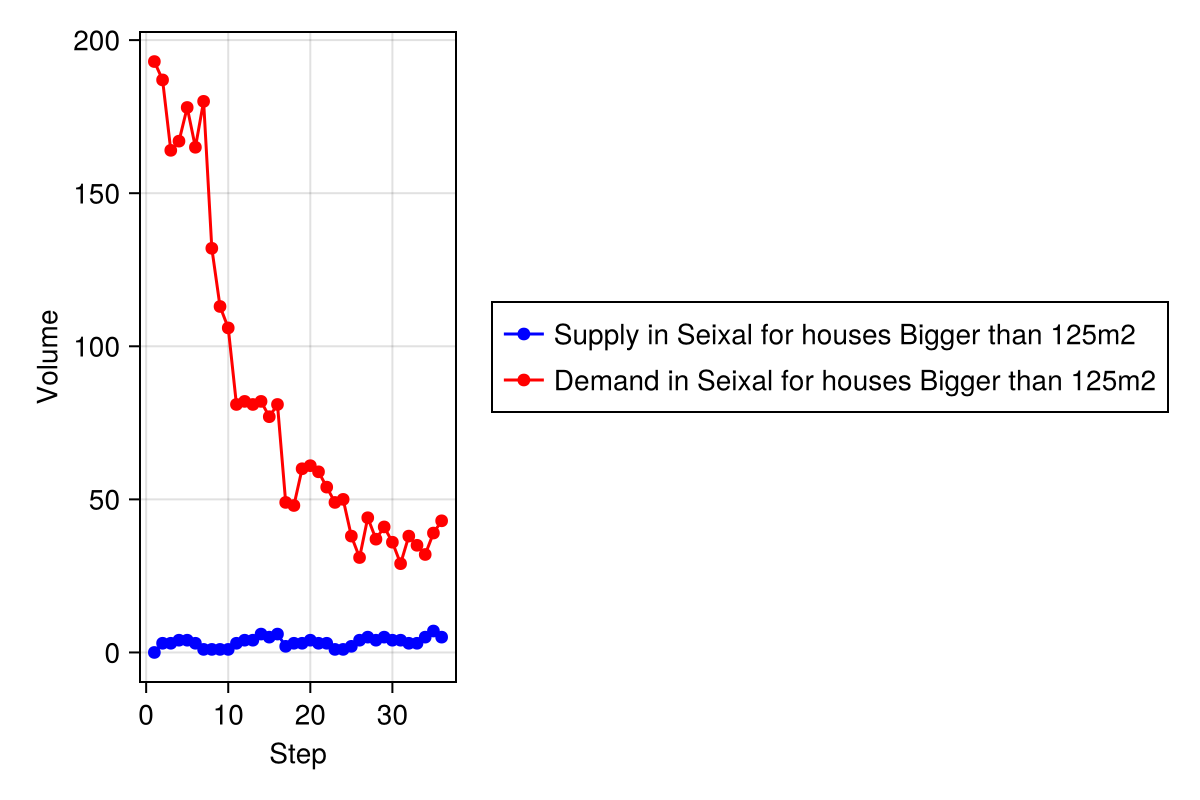 200
150
100
50
0
Volume
0 10 20 30
Step
Supply in Seixal for houses Bigger than 125m2
Demand in Seixal for houses Bigger than 125m2